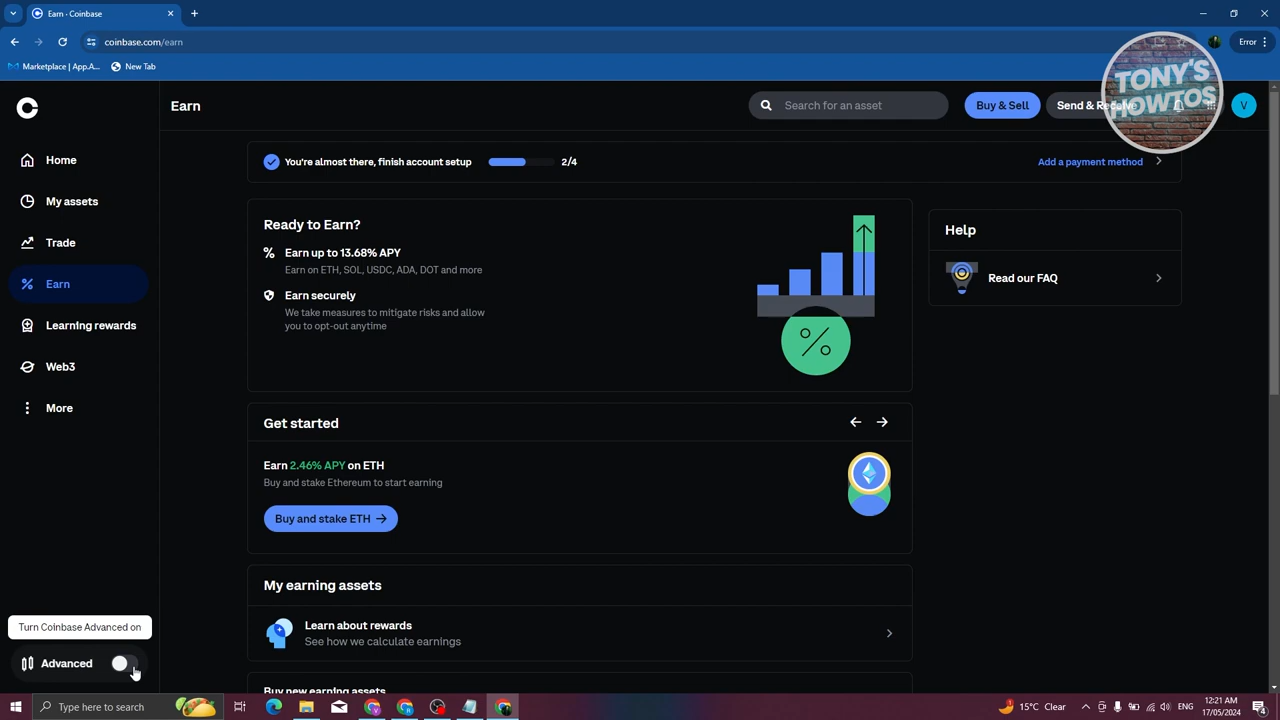 Earn - Coinbase
coinbase.com/earn
Error
Marketplace | App.A...
New Tab
TONY'S
HOWTOS
Earn
Search for an asset
Buy & Sell
Send & Receive
V
You're almost there, finish account setup
2/4
Add a payment method
Home
My assets
Trade
Earn
Learning rewards
Web3
More
Ready to Earn?
% Earn up to 13.68% APY
Earn on ETH, SOL, USDC, ADA, DOT and more
Earn securely
We take measures to mitigate risks and allow
you to opt-out anytime
%
Help
Read our FAQ
Get started
Earn 2.46% APY on ETH
Buy and stake Ethereum to start earning
Buy and stake ETH
My earning assets
Learn about rewards
See how we calculate earnings
Buy new earning assets
Turn Coinbase Advanced on
Advanced
Type here to search
15°C Clear
ENG
12:21 AM
17/05/2024